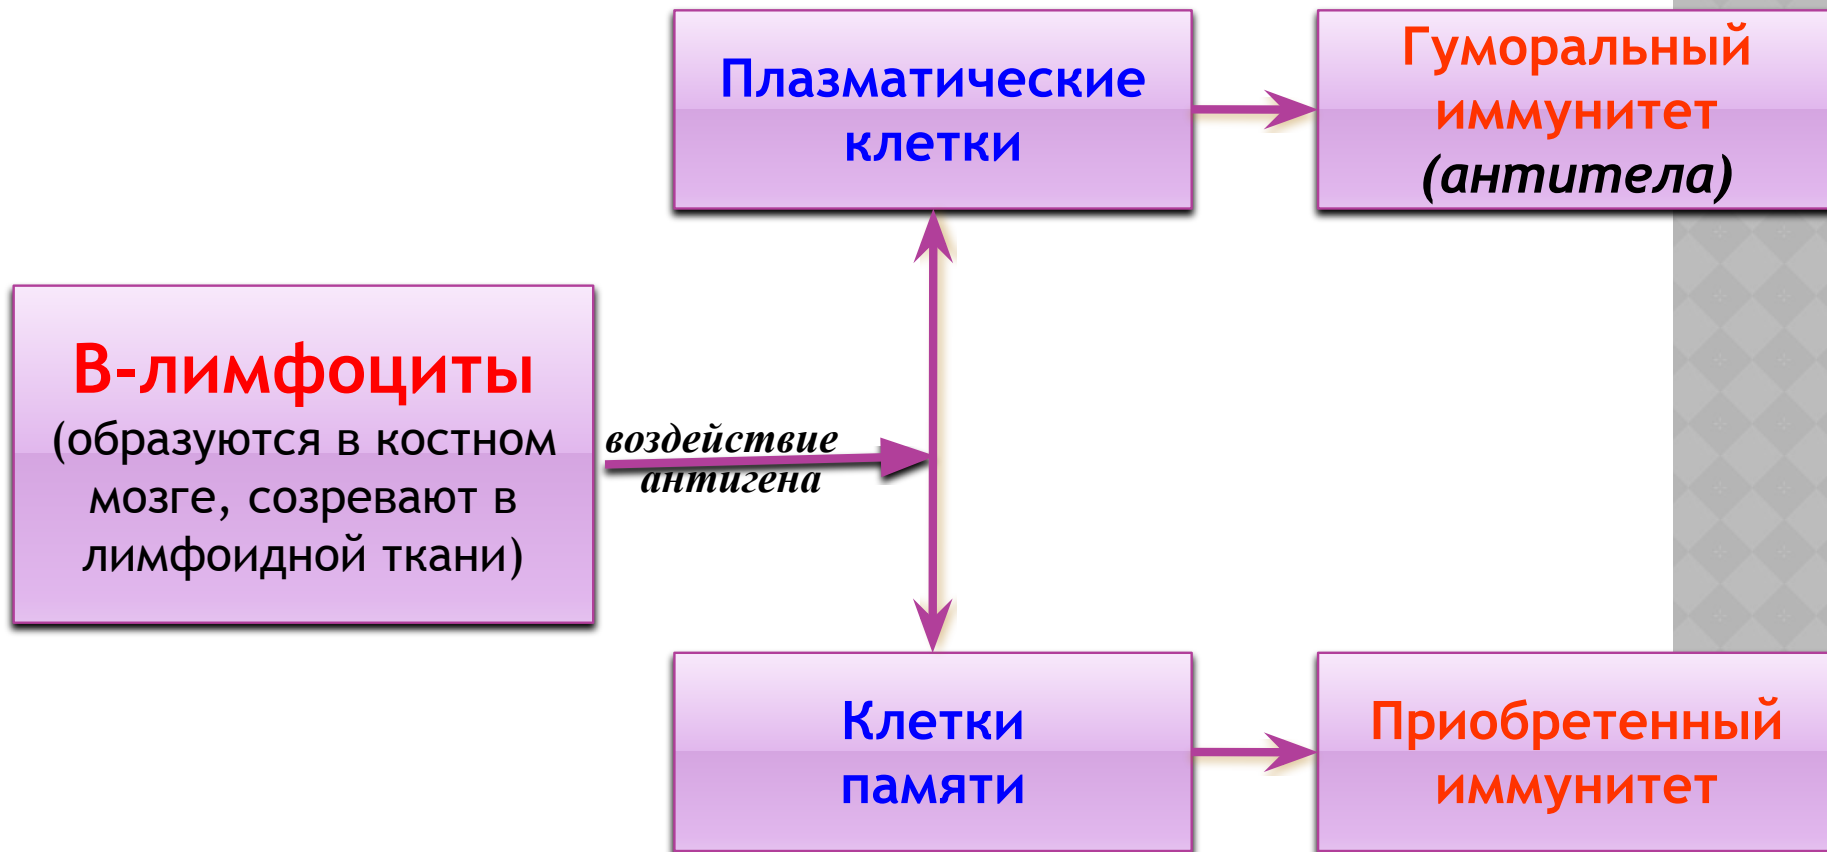 Плазматические
клетки
Гуморальный
иммунитет
(антитела)
В-лимфоциты
(образуются в костном
мозге, созревают в
лимфоидной ткани)
воздействие
антигена
Клетки
памяти
Приобретенный
иммунитет